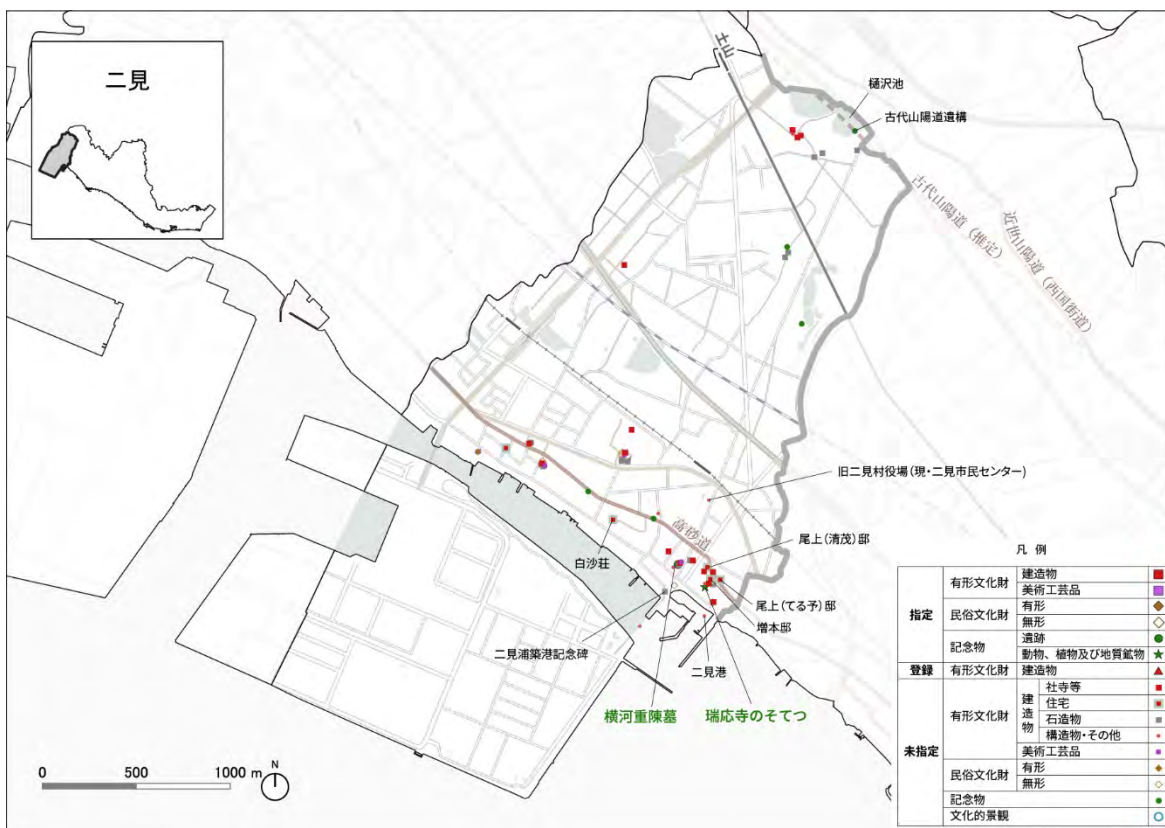 二見
土山
樋沢池
古代山陽道遺構
古代山陽道（推定）
近世山陽道（西国街道）
旧二見村役場（現・二見市民センター）
高砂道
尾上（清茂）邸
白沙荘
尾上（てる予）邸
増本邸
二見浦築港記念碑
二見港
横河重陳墓
瑞応寺のそてつ
0 500 1000 m
N
凡 例
指定 有形文化財 建造物
美術工芸品
民俗文化財 有形
無形
記念物 遺跡
動物、植物及び地質鉱物
登録 有形文化財 建造物
未指定 有形文化財 建造物 社寺等
住宅
石造物
構造物・その他
美術工芸品
民俗文化財 有形
無形
記念物
文化的景観